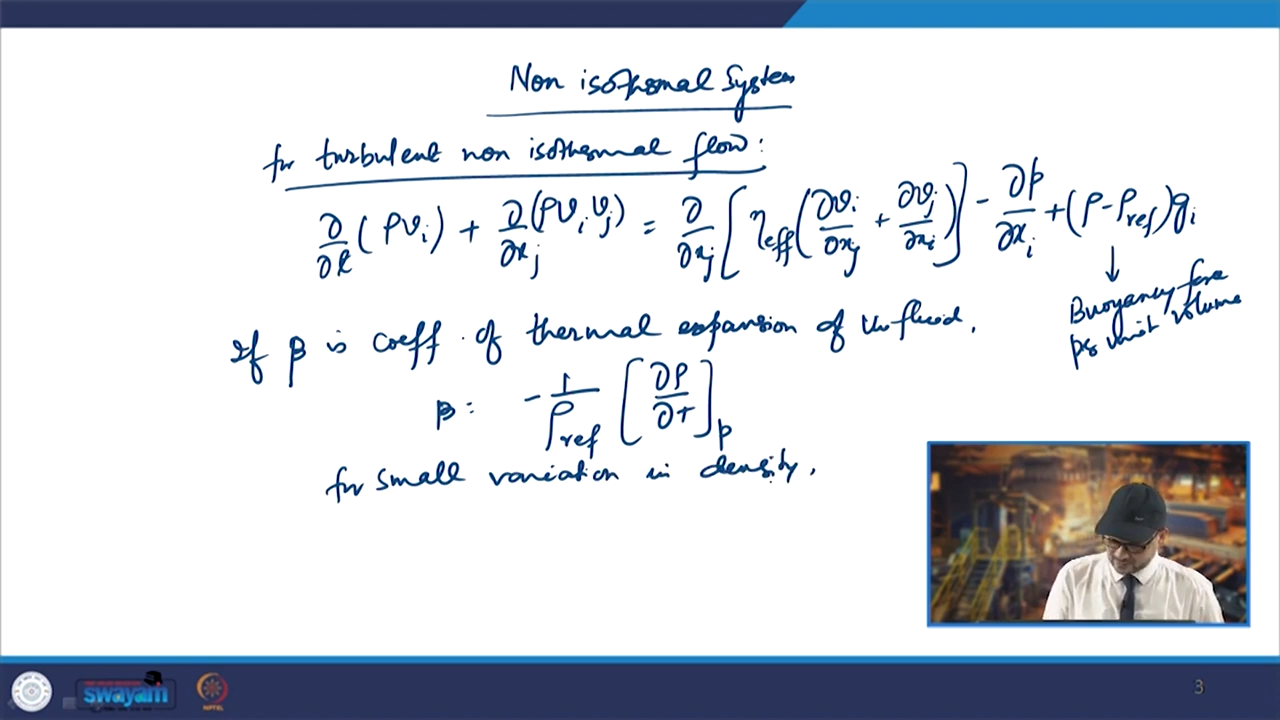 Non isothermal System
for turbulent non isothermal flow:
∂/∂t (ρv_i) + ∂/∂x_j (ρv_i v_j) = ∂/∂x_j [η_eff (∂v_i/∂x_j + ∂v_j/∂x_i)] - ∂p/∂x_i + (ρ-ρ_ref)g_i
↓
Buoyancy force
per unit volume
If β is coeff. of thermal expansion of the fluid,
β = -1/ρ_ref [∂ρ/∂T]_p
for small variation in density,
swayam
NPTEL
3